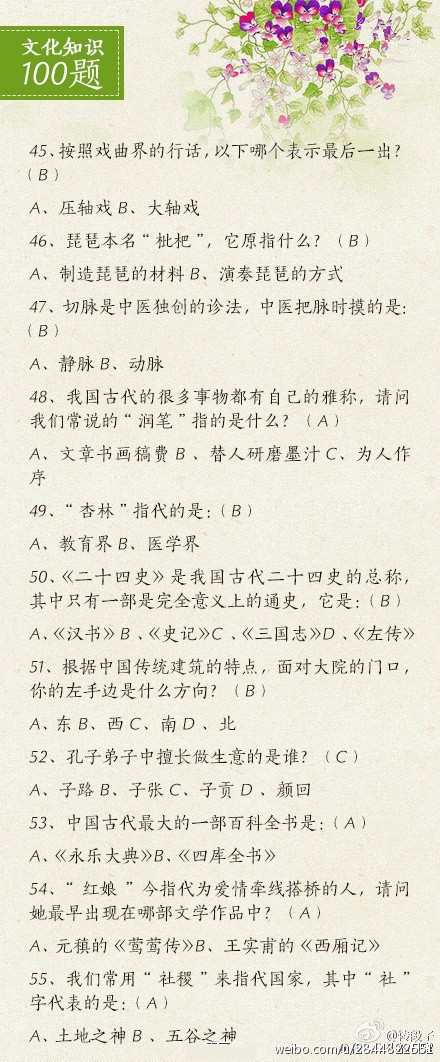 文化知识
100题
45、按照戏曲界的行话,以下哪个表示最后一出?
(B)
A、压轴戏 B、大轴戏
46、琵琶本名“枇杷”，它原指什么？（B）
A、制造琵琶的材料 B、演奏琵琶的方式
47、切脉是中医独创的诊法，中医把脉时摸的是:
(B)
A、静脉 B、动脉
48、我国古代的很多事物都有自己的雅称，请问
我们常说的“润笔”指的是什么？（A）
A、文章书画稿费 B 、替人研磨墨汁 C、为人作
序
49、“杏林”指代的是:(B)
A、教育界 B、医学界
50、《二十四史》是我国古代二十四史的总称，
其中只有一部是完全意义上的通史，它是:(B)
A、《汉书》 B 、《史记》C 、《三国志》D 、《左传》
51、根据中国传统建筑的特点，面对大院的门口，
你的左手边是什么方向？（B）
A、东 B、西 C、南 D 、北
52、孔子弟子中擅长做生意的是谁？（C）
A、子路 B、子张 C、子贡 D 、颜回
53、中国古代最大的一部百科全书是:(A)
A、《永乐大典》B、《四库全书》
54、“红娘”今指代为爱情牵线搭桥的人，请问
她最早出现在哪部文学作品中？（A）
A、元稹的《莺莺传》B、王实甫的《西厢记》
55、我们常用“社稷”来指代国家，其中“社”
字代表的是:(A)
A、土地之神 B 、五谷之神